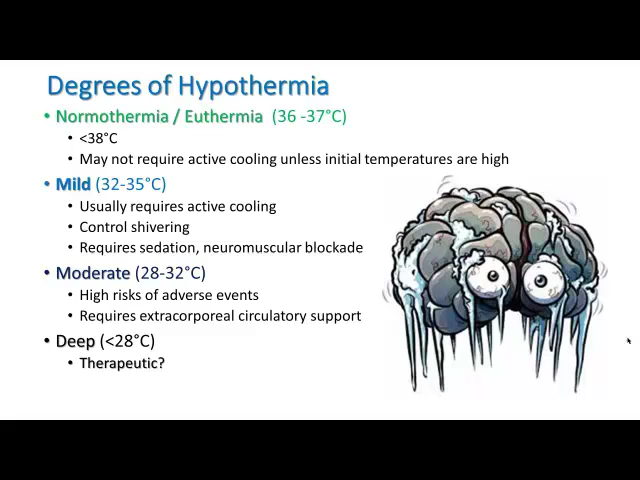 Degrees of Hypothermia
• Normothermia / Euthermia (36 -37°C)
• <38°C
• May not require active cooling unless initial temperatures are high
• Mild (32-35°C)
• Usually requires active cooling
• Control shivering
• Requires sedation, neuromuscular blockade
• Moderate (28-32°C)
• High risks of adverse events
• Requires extracorporeal circulatory support
• Deep (<28°C)
• Therapeutic?